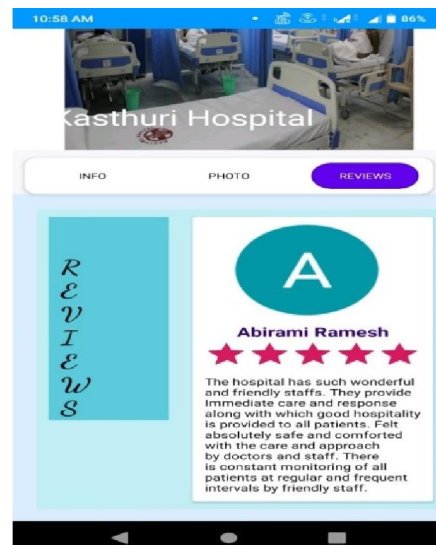 10:58 AM
86%
Kasthuri Hospital
INFO
PHOTO
REVIEWS
REVIEWS
A
Abirami Ramesh
The hospital has such wonderful
and friendly staffs. They provide
immediate care and response
along with which good hospitality
is provided to all patients. Felt
absolutely safe and comforted
with the care and approach
by doctors and staff. There
is constant monitoring of all
patients at regular and frequent
intervals by friendly staff.